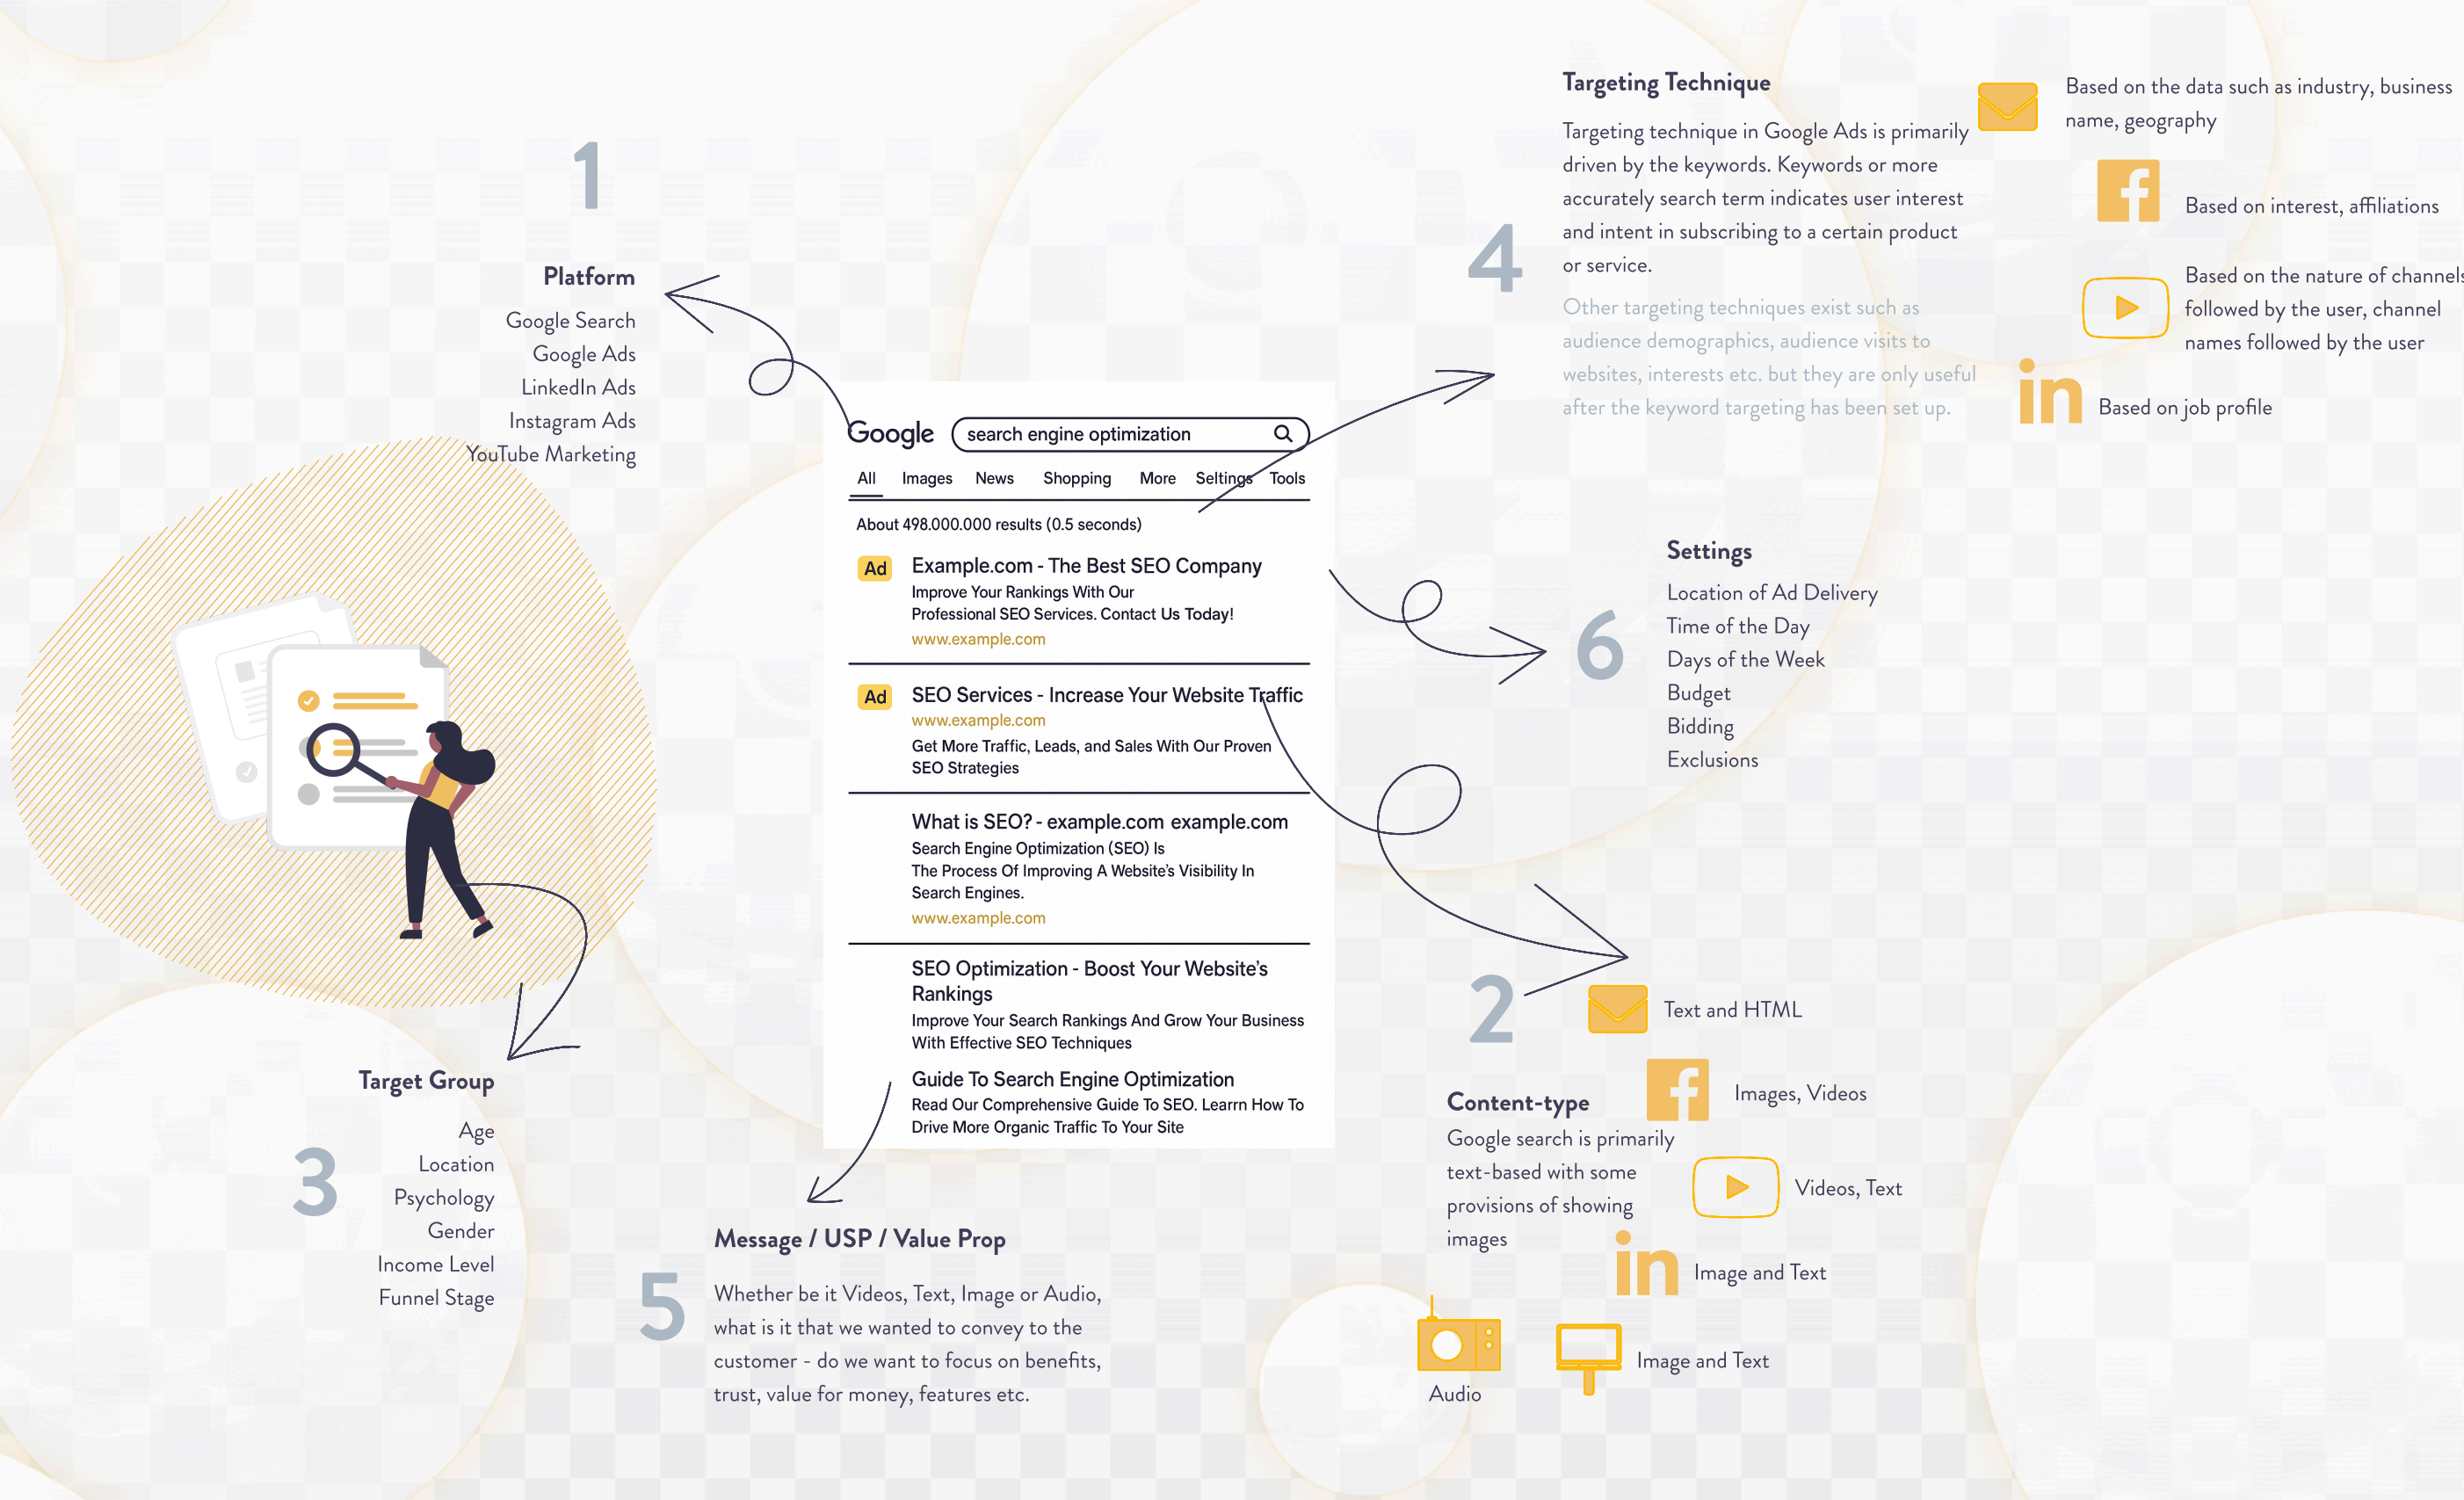 1
Platform
Google Search
Google Ads
LinkedIn Ads
Instagram Ads
YouTube Marketing
Google
search engine optimization
All Images News Shopping More Seltings Tools
About 498.000.000 results (0.5 seconds)
Ad Example.com - The Best SEO Company
Improve Your Rankings With Our
Professional SEO Services. Contact Us Today!
www.example.com
Ad SEO Services - Increase Your Website Traffic
www.example.com
Get More Traffic, Leads, and Sales With Our Proven
SEO Strategies
What is SEO? - example.com example.com
Search Engine Optimization (SEO) Is
The Process Of Improving A Website's Visibility In
Search Engines.
www.example.com
SEO Optimization - Boost Your Website's
Rankings
Improve Your Search Rankings And Grow Your Business
With Effective SEO Techniques
Guide To Search Engine Optimization
Read Our Comprehensive Guide To SEO. Learrn How To
Drive More Organic Traffic To Your Site
4
Targeting Technique
Targeting technique in Google Ads is primarily
driven by the keywords. Keywords or more
accurately search term indicates user interest
and intent in subscribing to a certain product
or service.
Other targeting techniques exist such as
audience demographics, audience visits to
websites, interests etc. but they are only useful
after the keyword targeting has been set up.
Based on the data such as industry, business
name, geography
f
Based on interest, affiliations
Based on the nature of channels
followed by the user, channel
names followed by the user
in
Based on job profile
6
Settings
Location of Ad Delivery
Time of the Day
Days of the Week
Budget
Bidding
Exclusions
2
Content-type
Google search is primarily
text-based with some
provisions of showing
images
Text and HTML
f
Images, Videos
Videos, Text
in
Image and Text
Audio
Image and Text
3
Target Group
Age
Location
Psychology
Gender
Income Level
Funnel Stage
5
Message / USP / Value Prop
Whether be it Videos, Text, Image or Audio,
what is it that we wanted to convey to the
customer - do we want to focus on benefits,
trust, value for money, features etc.